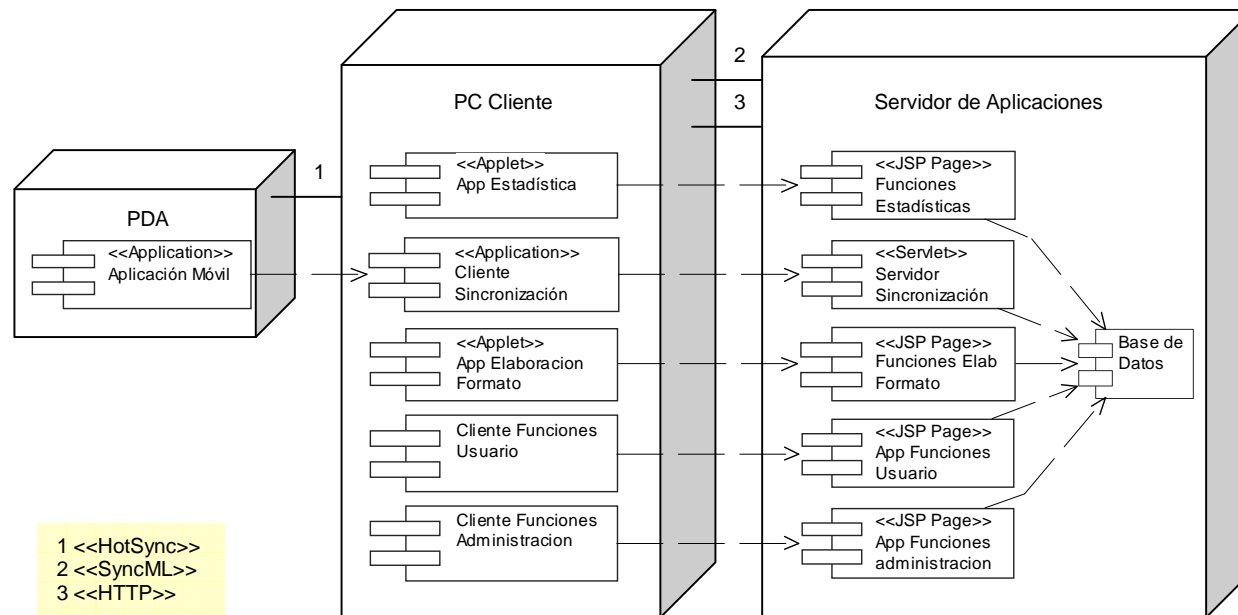 PDA
<<Application>>
Aplicación Móvil
1
PC Cliente
<<Applet>>
App Estadística
<<Application>>
Cliente
Sincronización
<<Applet>>
App Elaboracion
Formato
Cliente Funciones
Usuario
Cliente Funciones
Administracion
2
3
Servidor de Aplicaciones
<<JSP Page>>
Funciones
Estadísticas
<<Servlet>>
Servidor
Sincronización
<<JSP Page>>
Funciones Elab
Formato
<<JSP Page>>
App Funciones
Usuario
<<JSP Page>>
App Funciones
administracion
Base de
Datos
1 <<HotSync>>
2 <<SyncML>>
3 <<HTTP>>